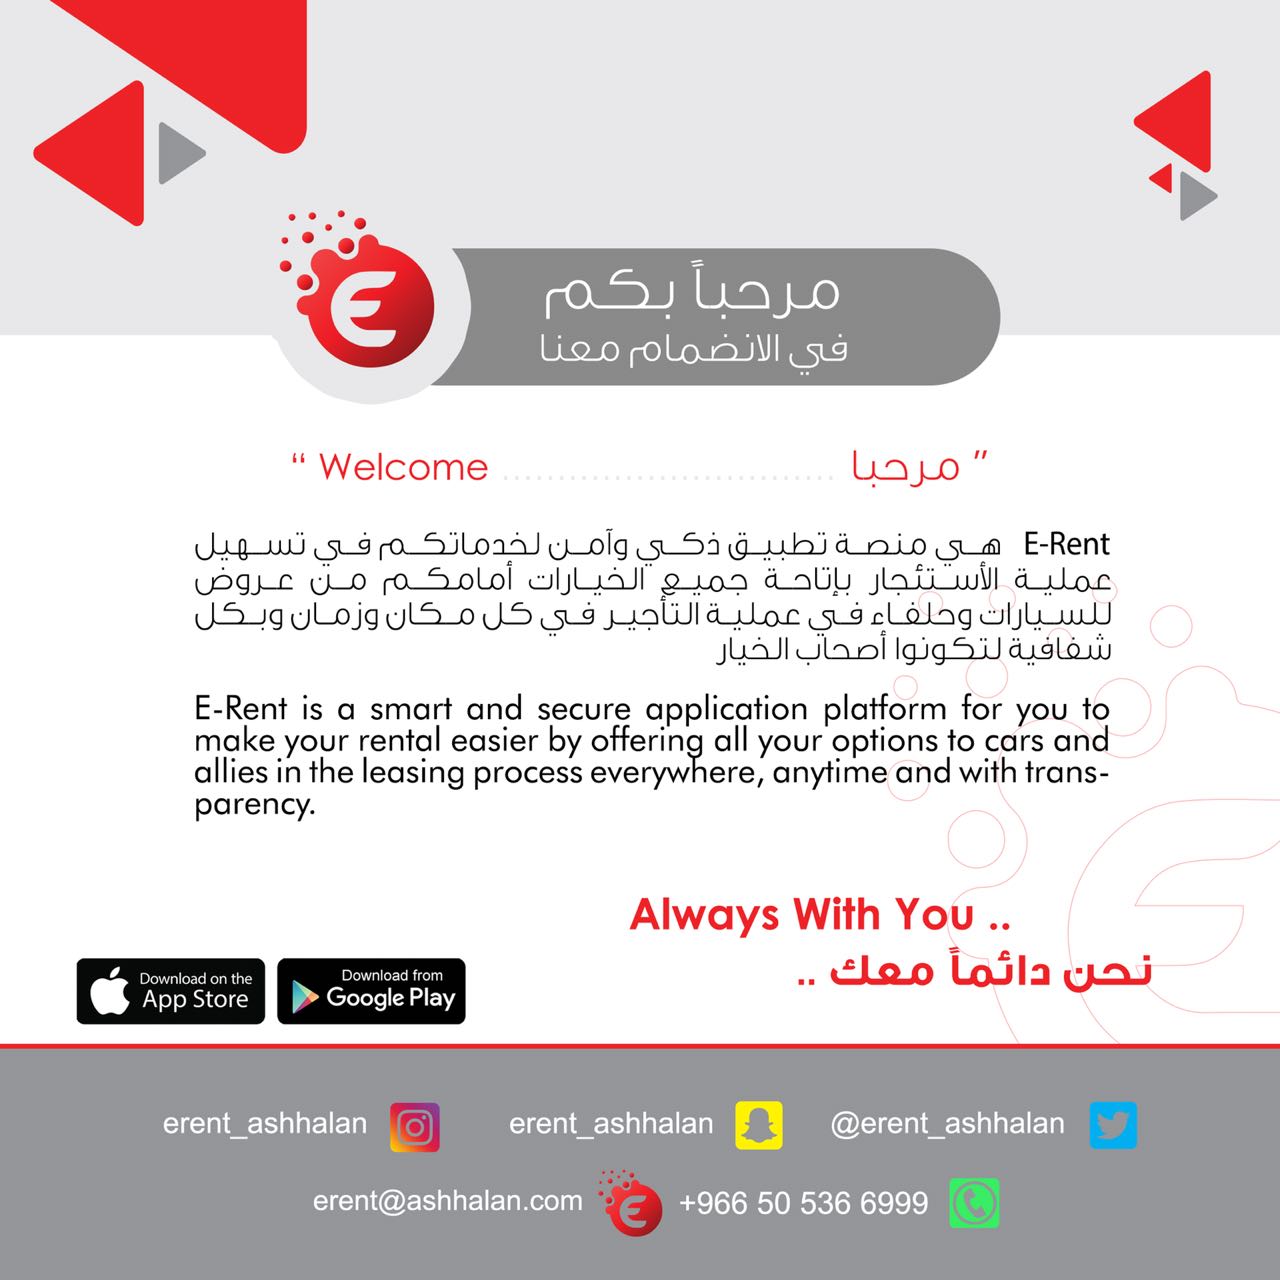 مرحباً بكم
في الانضمام معنا
“ Welcome .............................. مرحبا ”
E-Rent هي منصة تطبيق ذكي وآمن لخدماتكم في تسهيل
عملية الأستئجار بإتاحة جميع الخيارات أمامكم من عروض
للسيارات وحلفاء في عملية التأجير في كل مكان وزمان وبكل
شفافية لتكونوا أصحاب الخيار
E-Rent is a smart and secure application platform for you to
make your rental easier by offering all your options to cars and
allies in the leasing process everywhere, anytime and with trans-
parency.
Always With You ..
نحن دائماً معك ..
Download on the
App Store
Download from
Google Play
erent_ashhalan
erent_ashhalan
@erent_ashhalan
erent@ashhalan.com
+966 50 536 6999